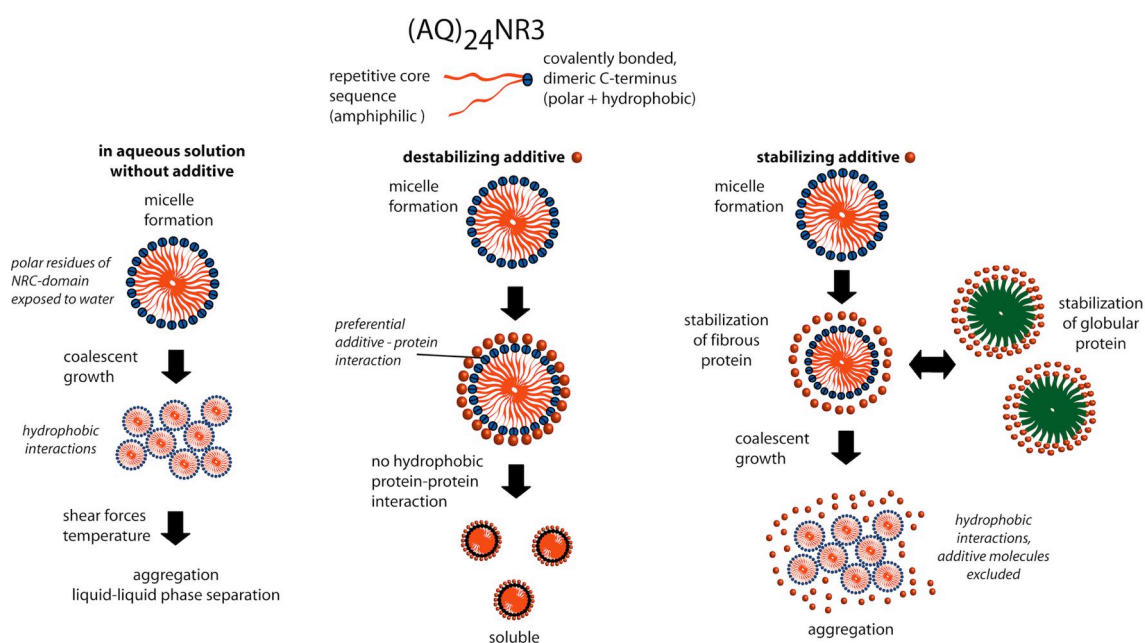 (AQ)24NR3
repetitive core
sequence
(amphiphilic )
covalently bonded,
dimeric C-terminus
(polar + hydrophobic)
in aqueous solution
without additive
micelle
formation
polar residues of
NRC-domain
exposed to water
coalescent
growth
hydrophobic
interactions
shear forces
temperature
aggregation
liquid-liquid phase separation
destabilizing additive
micelle
formation
preferential
additive - protein
interaction
no hydrophobic
protein-protein
interaction
soluble
stabilizing additive
micelle
formation
stabilization
of fibrous
protein
stabilization
of globular
protein
coalescent
growth
hydrophobic
interactions,
additive molecules
excluded
aggregation